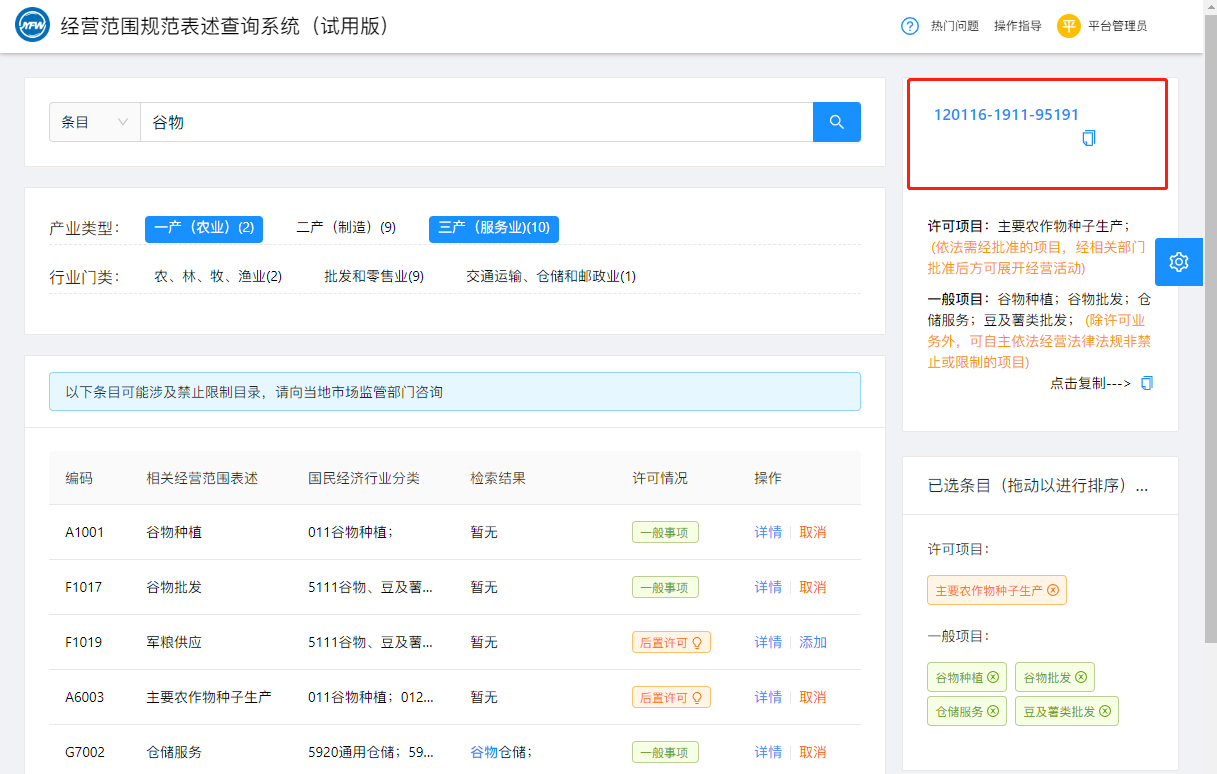 NFW 经营范围规范表述查询系统（试用版） 热门问题 操作指导 平 平台管理员
条目 谷物
产业类型： 一产（农业）(2) 二产（制造）(9) 三产（服务业)(10)
行业门类： 农、林、牧、渔业(2) 批发和零售业(9) 交通运输、仓储和邮政业(1)
以下条目可能涉及禁止限制目录，请向当地市场监管部门咨询
编码 相关经营范围表述 国民经济行业分类 检索结果 许可情况 操作
A1001 谷物种植 011谷物种植； 暂无 一般事项 详情 取消
F1017 谷物批发 5111谷物、豆及薯... 暂无 一般事项 详情 取消
F1019 军粮供应 5111谷物、豆及薯... 暂无 后置许可 详情 添加
A6003 主要农作物种子生产 011谷物种植；012... 暂无 后置许可 详情 取消
G7002 仓储服务 5920通用仓储；59... 谷物仓储； 一般事项 详情 取消
120116-1911-95191
许可项目：主要农作物种子生产；
(依法需经批准的项目，经相关部门
批准后方可展开经营活动)
一般项目：谷物种植；谷物批发；仓
储服务；豆及薯类批发； (除许可业
务外，可自主依法经营法律法规非禁
止或限制的项目)
点击复制--->
已选条目（拖动以进行排序）...
许可项目：
主要农作物种子生产
一般项目：
谷物种植 谷物批发
仓储服务 豆及薯类批发